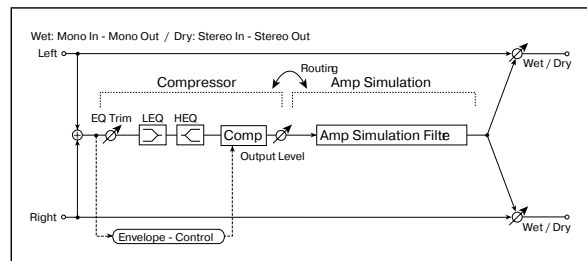 Wet: Mono In - Mono Out / Dry: Stereo In - Stereo Out
Left
Wet / Dry
Routing
Compressor
Amp Simulation
EQ Trim
LEQ
HEQ
Comp
Output Level
Amp Simulation Filte
Right
Envelope - Control
Wet / Dry